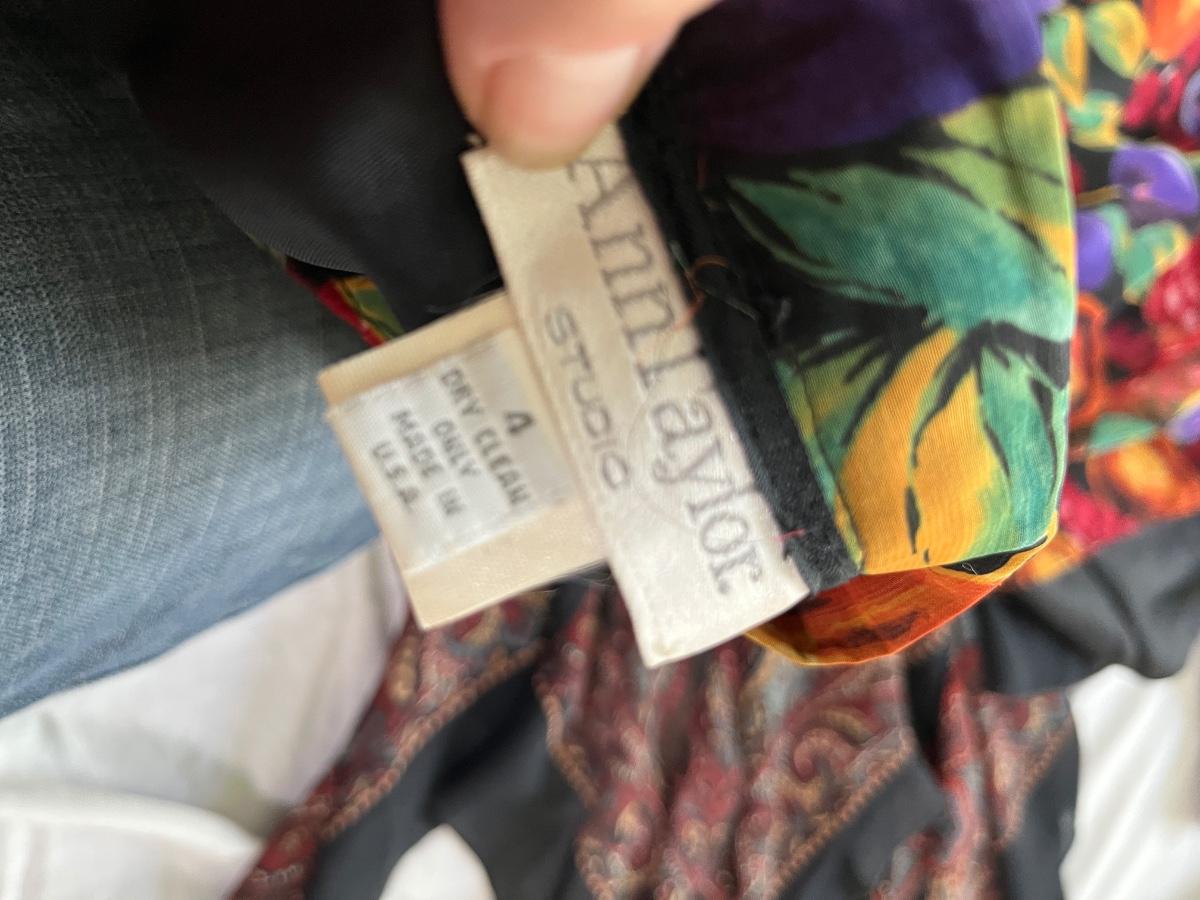 AnnTaylor
STUDIO
4
DRY CLEAN
ONLY
MADE IN
U.S.A.